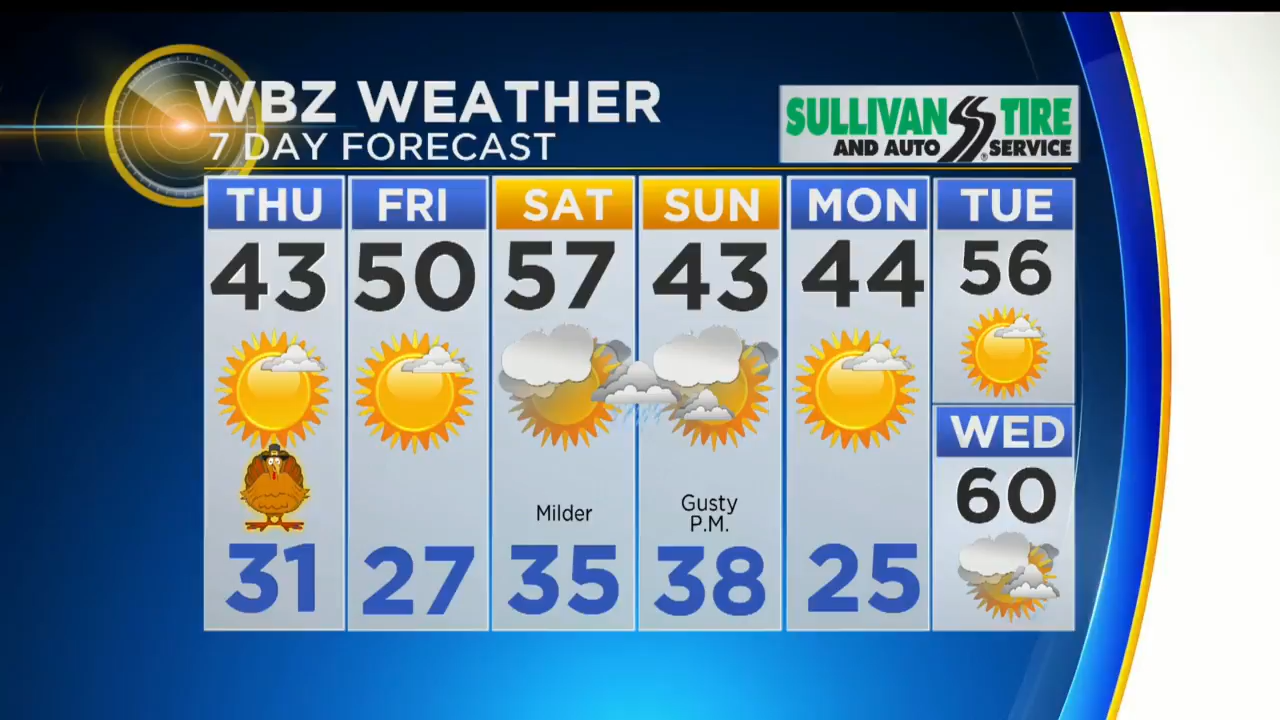 WBZ WEATHER
7 DAY FORECAST
SULLIVAN TIRE
AND AUTO SERVICE
THU FRI SAT SUN MON TUE
43 50 57 43 44 56
WED
60
Milder
Gusty
P.M.
31 27 35 38 25